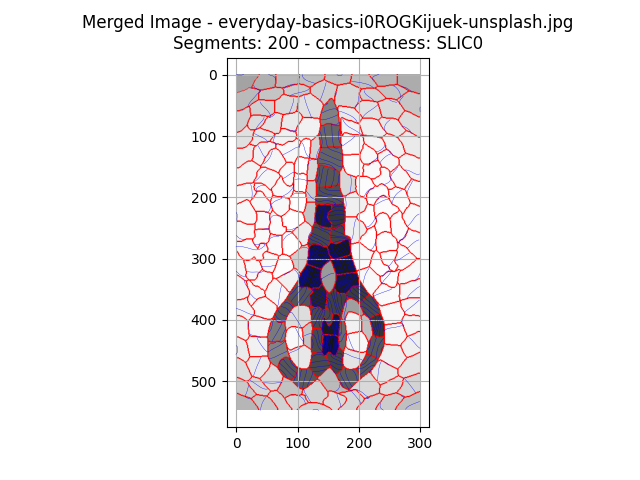 Merged Image - everyday-basics-i0ROGKijuek-unsplash.jpg
Segments: 200 - compactness: SLIC0
0
100
200
300
400
500
0 100 200 300